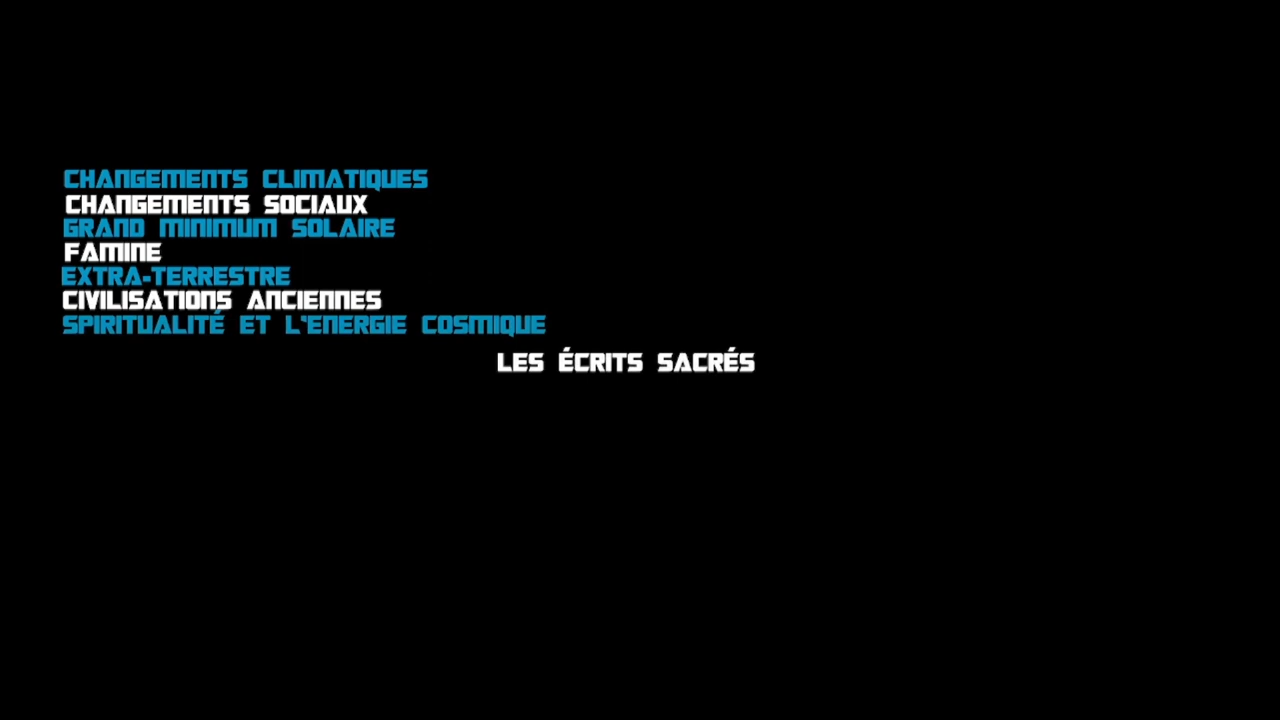 CHANGEMENTS CLIMATIQUES
CHANGEMENTS SOCIAUX
GRAND MINIMUM SOLAIRE
FAMINE
EXTRA-TERRESTRE
CIVILISATIONS ANCIENNES
SPIRITUALITÉ ET L'ENERGIE COSMIQUE
LES ÉCRITS SACRÉS